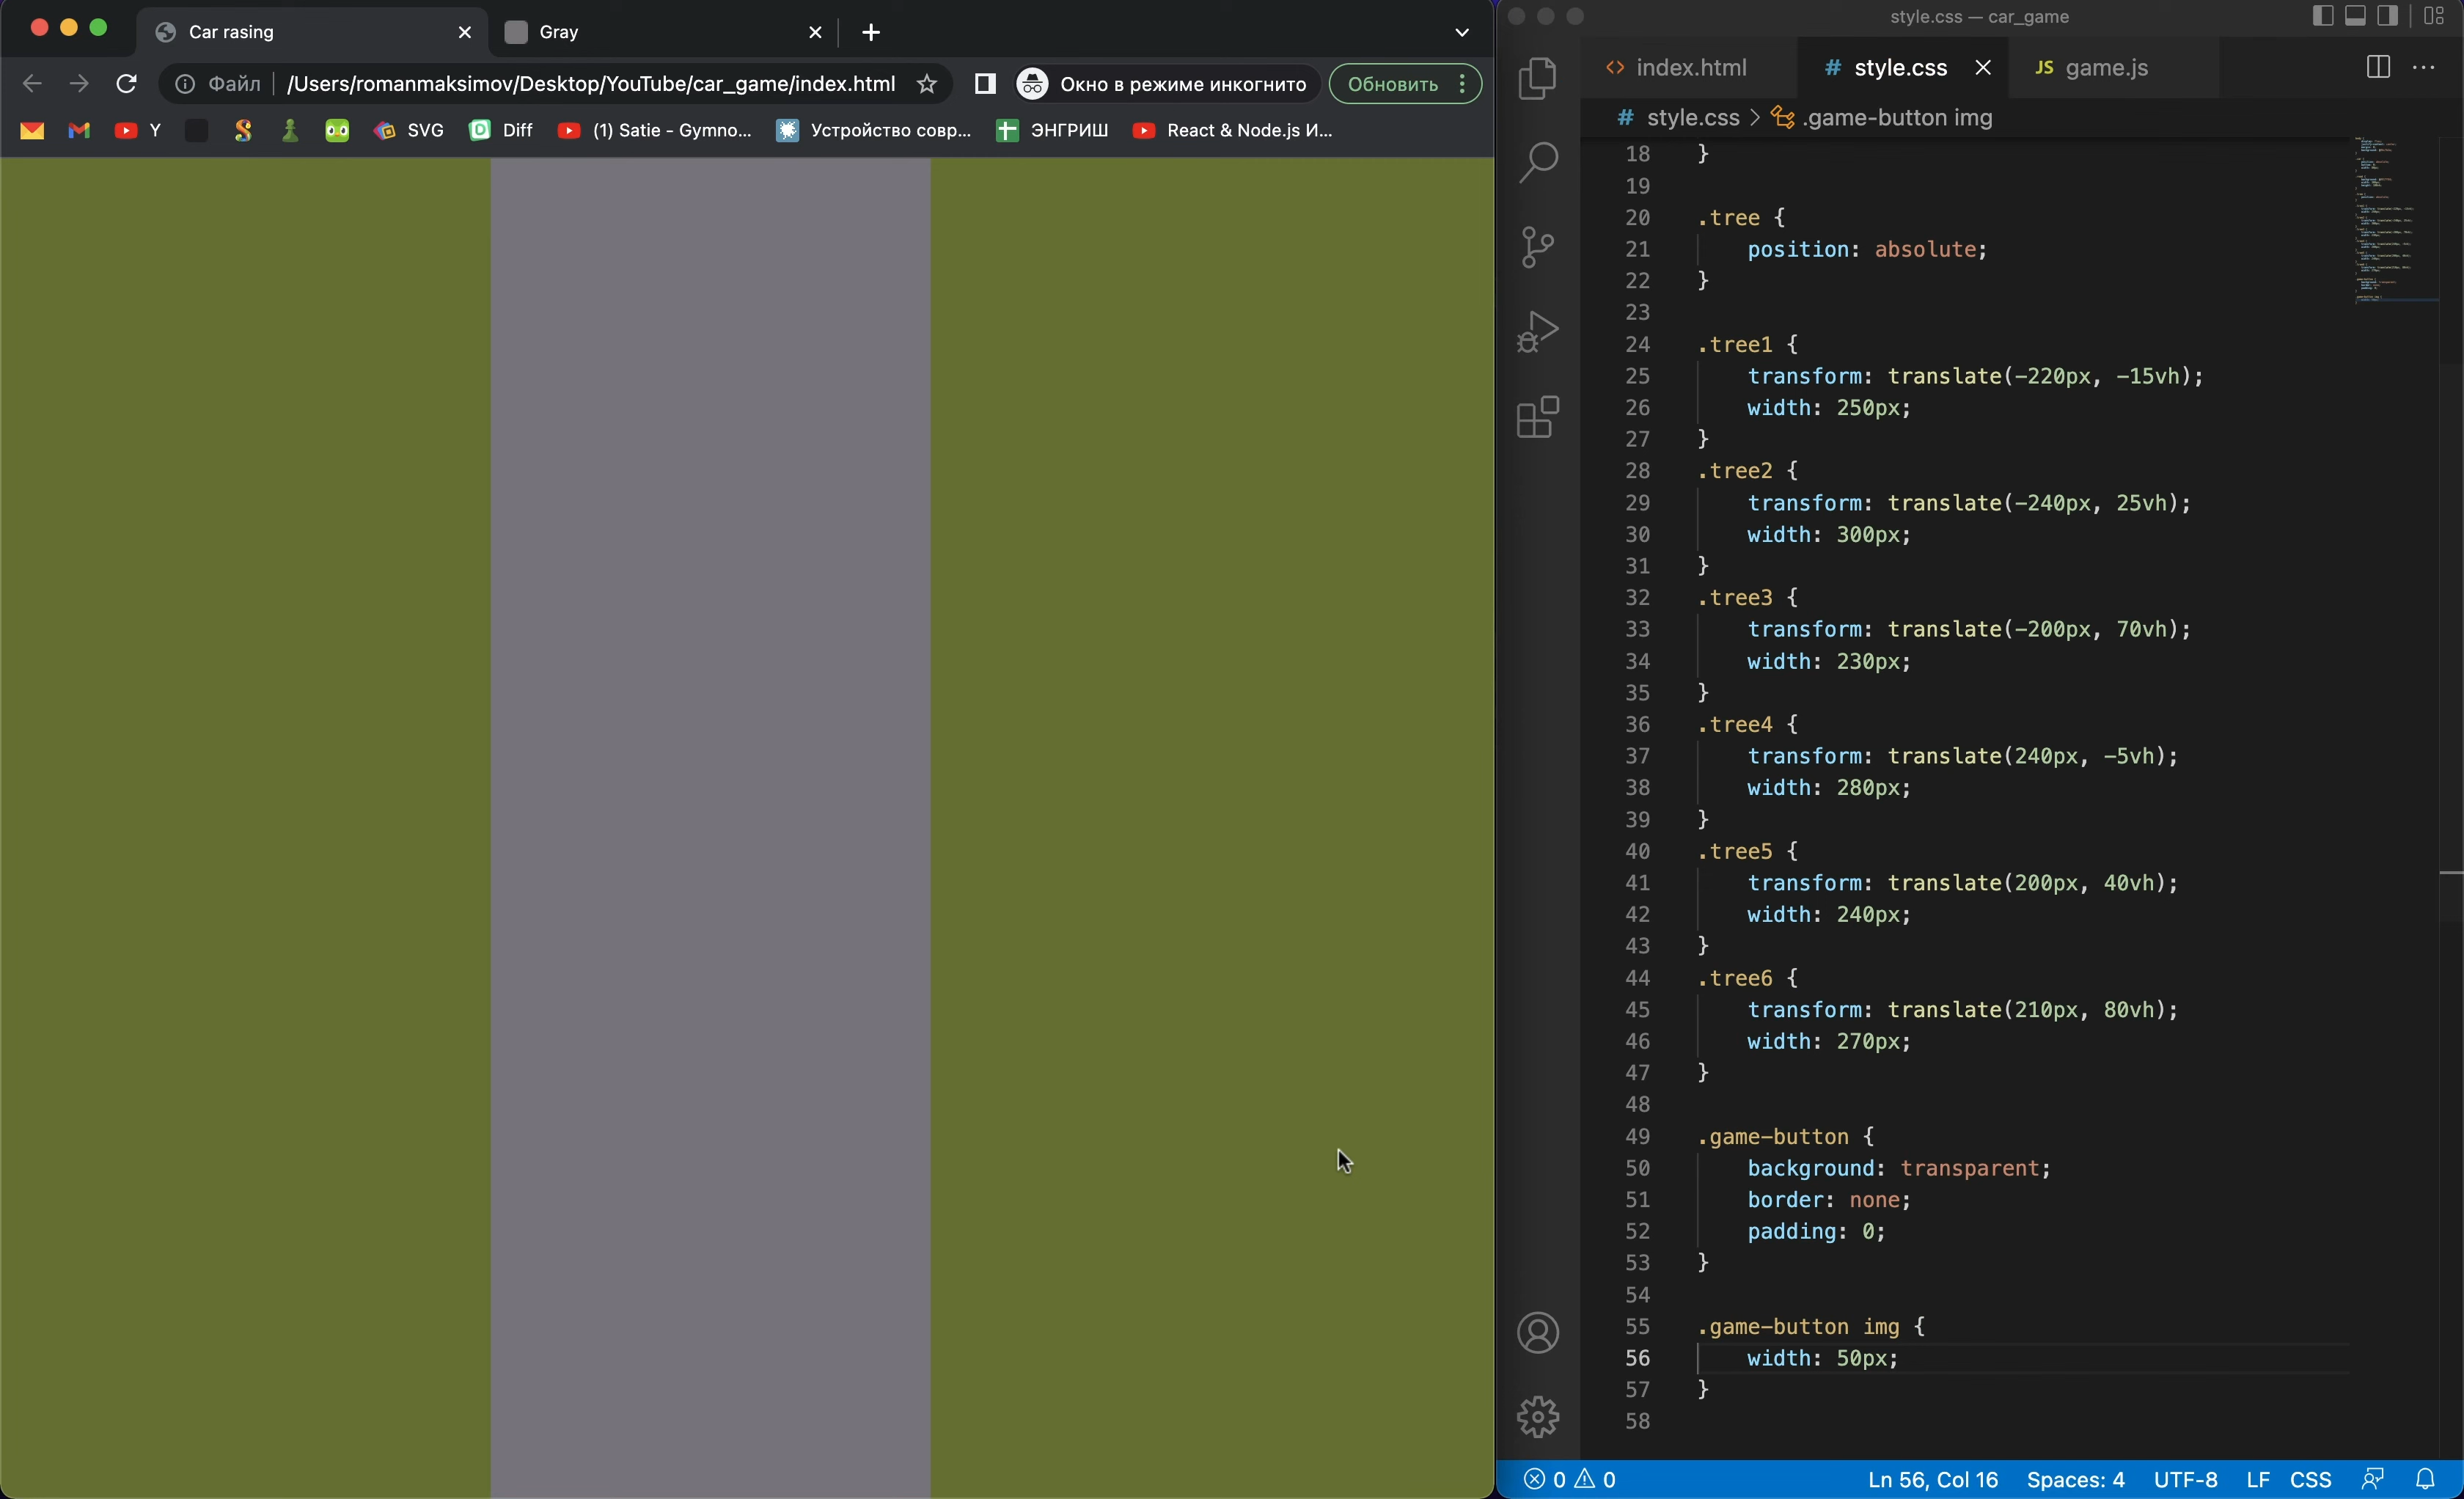 Car rasing
Gray
Файл
/Users/romanmaksimov/Desktop/YouTube/car_game/index.html
Окно в режиме инкогнито
Обновить
Y
SVG
Diff
(1) Satie - Gymno...
Устройство совр...
ЭНГРИШ
React & Node.js И...
style.css — car_game
<> index.html
# style.css
JS game.js
# style.css > .game-button img
18 }
19
20 .tree {
21 position: absolute;
22 }
23
24 .tree1 {
25 transform: translate(-220px, -15vh);
26 width: 250px;
27 }
28 .tree2 {
29 transform: translate(-240px, 25vh);
30 width: 300px;
31 }
32 .tree3 {
33 transform: translate(-200px, 70vh);
34 width: 230px;
35 }
36 .tree4 {
37 transform: translate(240px, -5vh);
38 width: 280px;
39 }
40 .tree5 {
41 transform: translate(200px, 40vh);
42 width: 240px;
43 }
44 .tree6 {
45 transform: translate(210px, 80vh);
46 width: 270px;
47 }
48
49 .game-button {
50 background: transparent;
51 border: none;
52 padding: 0;
53 }
54
55 .game-button img {
56 width: 50px;
57 }
58
0 0
Ln 56, Col 16
Spaces: 4
UTF-8
LF
CSS